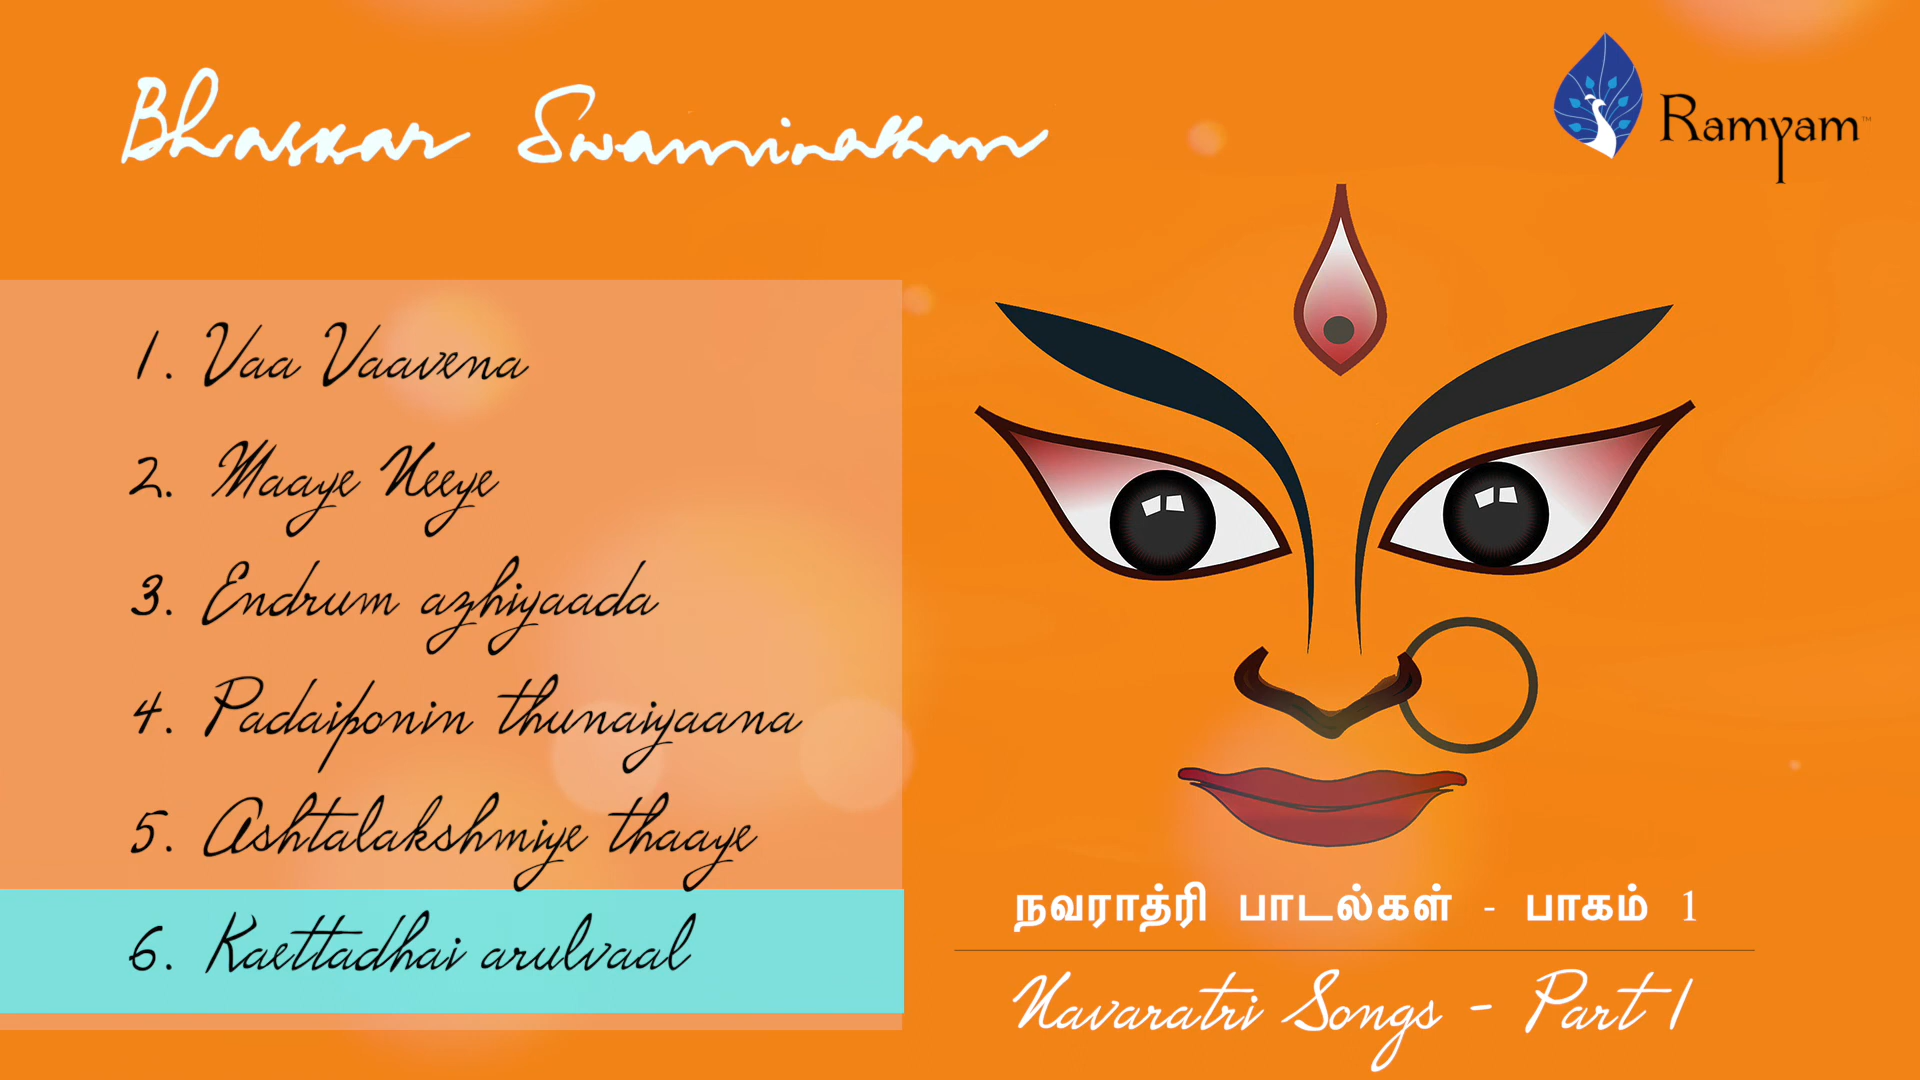 Bhaskar Swaminathan
Ramyam™
1. Vaa Vaavena
2. Maaye Neeye
3. Endrum azhiyaada
4. Padaiponin thunaiyaana
5. Ashtalakshmiye thaaye
6. Kaettadhai arulvaal
நவராத்ரி பாடல்கள் - பாகம் 1
Navaratri Songs - Part 1